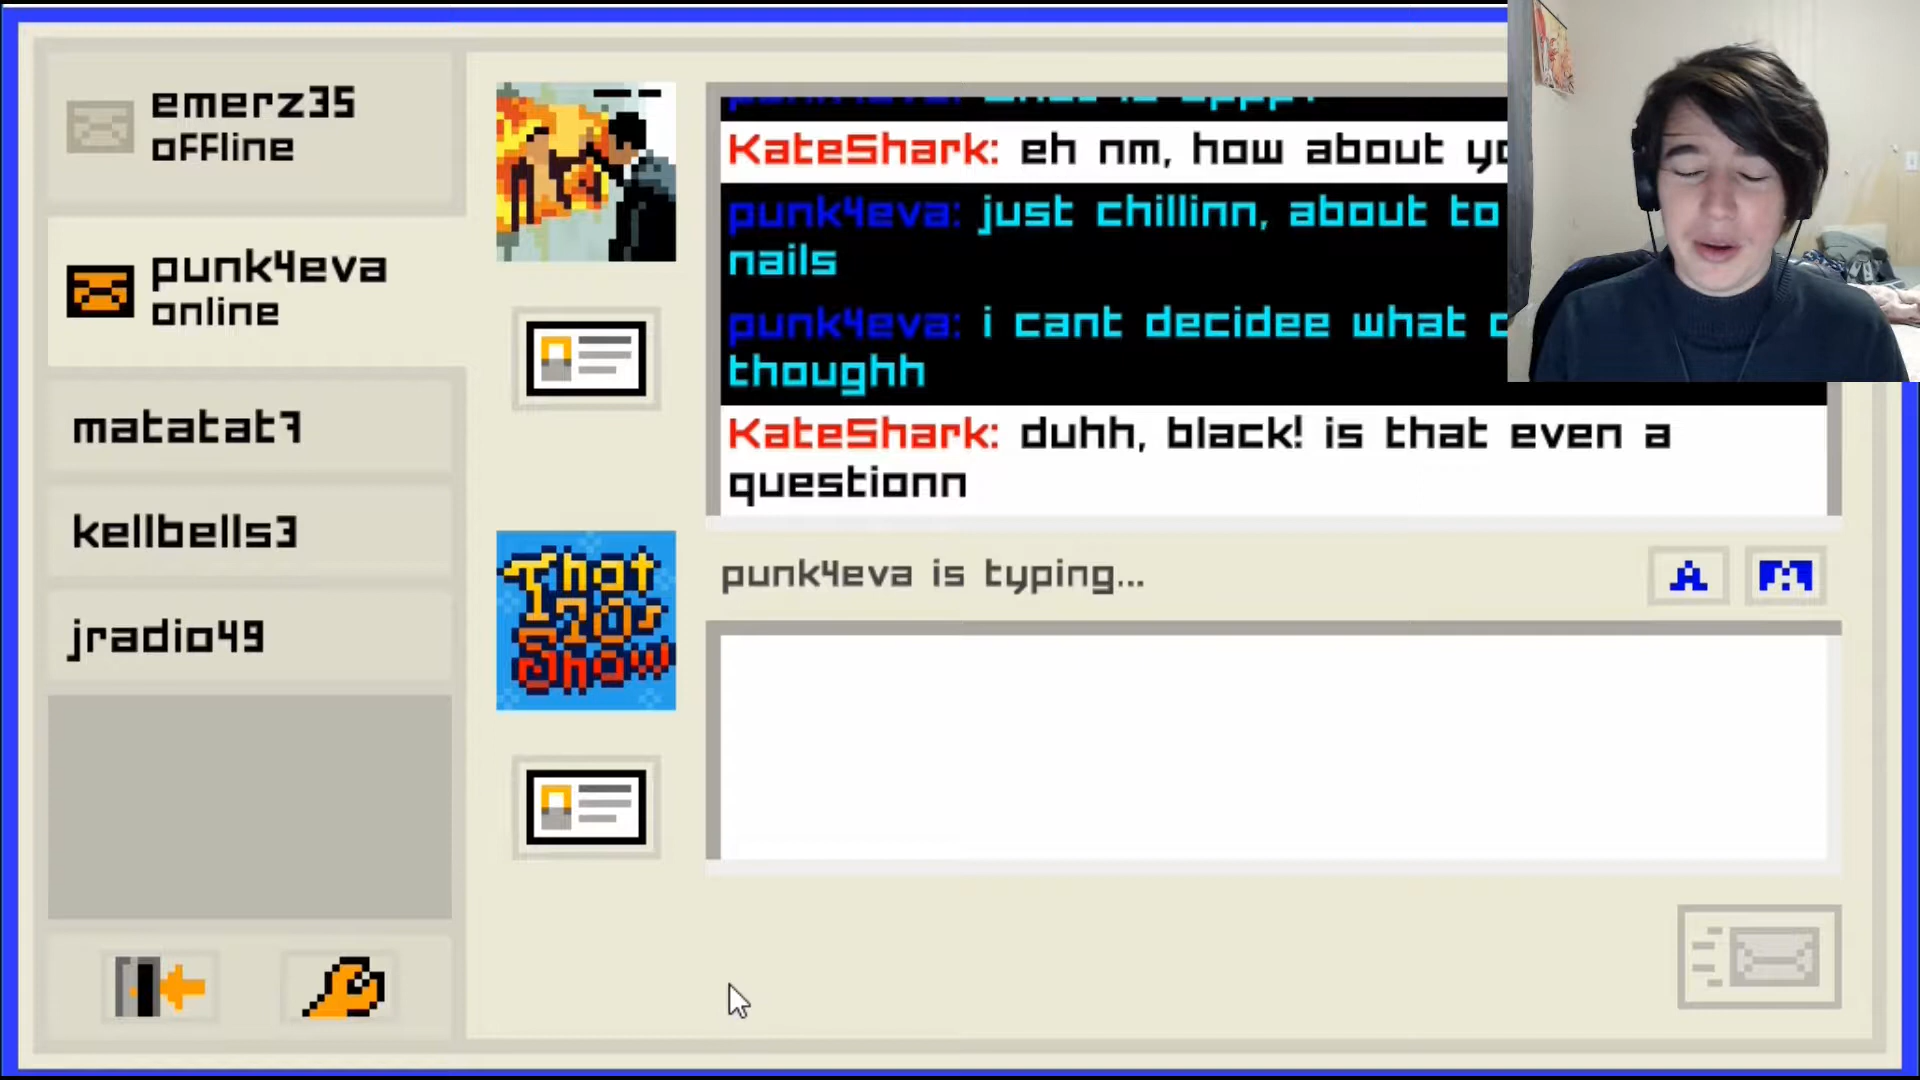 emerz35
offline
punk4eva
online
matatat7
kellbells3
jradio49
KateShark: eh nm, how about
punk4eva: just chillinn, about to
nails
punk4eva: i cant decidee what
thoughh
KateShark: duhh, black! is that even a
questionn
That
70s
Show
punk4eva is typing...
A